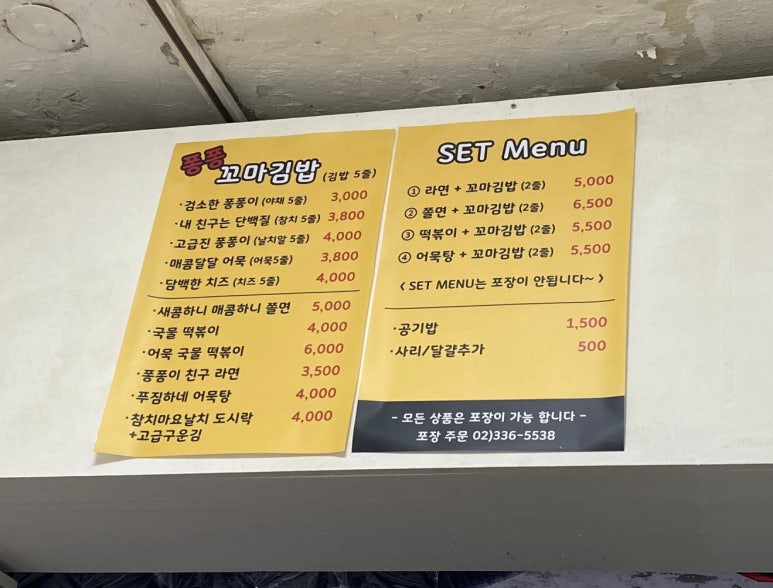 퐁퐁 꼬마김밥 (김밥 5줄)
·검소한 퐁퐁이 (야채 5줄) 3,000
·내 친구는 단백질 (참치 5줄) 3,800
·고급진 퐁퐁이 (날치알 5줄) 4,000
·매콤달달 어묵 (어묵5줄) 3,800
·담백한 치즈 (치즈 5줄) 4,000
·새콤하니 매콤하니 쫄면 5,000
·국물 떡볶이 4,000
·어묵 국물 떡볶이 6,000
·퐁퐁이 친구 라면 3,500
·푸짐하네 어묵탕 4,000
·참치마요날치 도시락 4,000
+고급구운김
SET Menu
① 라면 + 꼬마김밥 (2줄) 5,000
② 쫄면 + 꼬마김밥 (2줄) 6,500
③ 떡볶이 + 꼬마김밥 (2줄) 5,500
④ 어묵탕 + 꼬마김밥 (2줄) 5,500
< SET MENU는 포장이 안됩니다~ >
·공기밥 1,500
·사리/달걀추가 500
- 모든 상품은 포장이 가능 합니다 -
포장 주문 02)336-5538